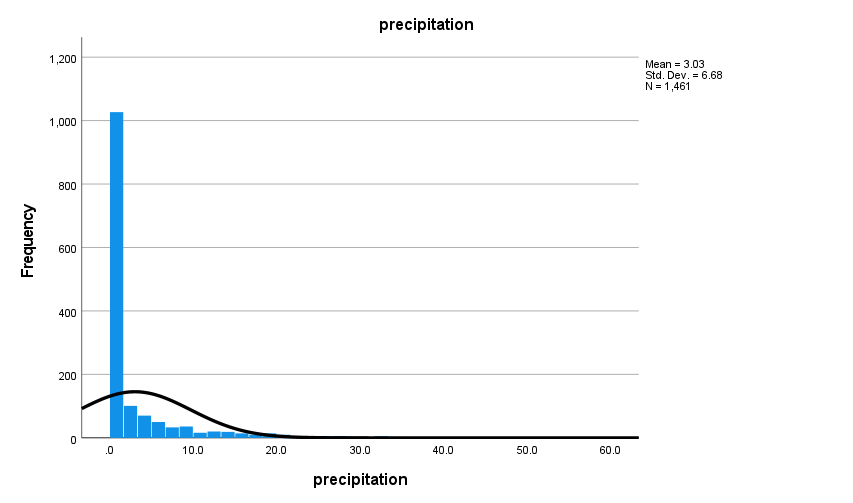 precipitation
Mean = 3.03
Std. Dev. = 6.68
N = 1,461
Frequency
1,200
1,000
800
600
400
200
0
.0 10.0 20.0 30.0 40.0 50.0 60.0
precipitation